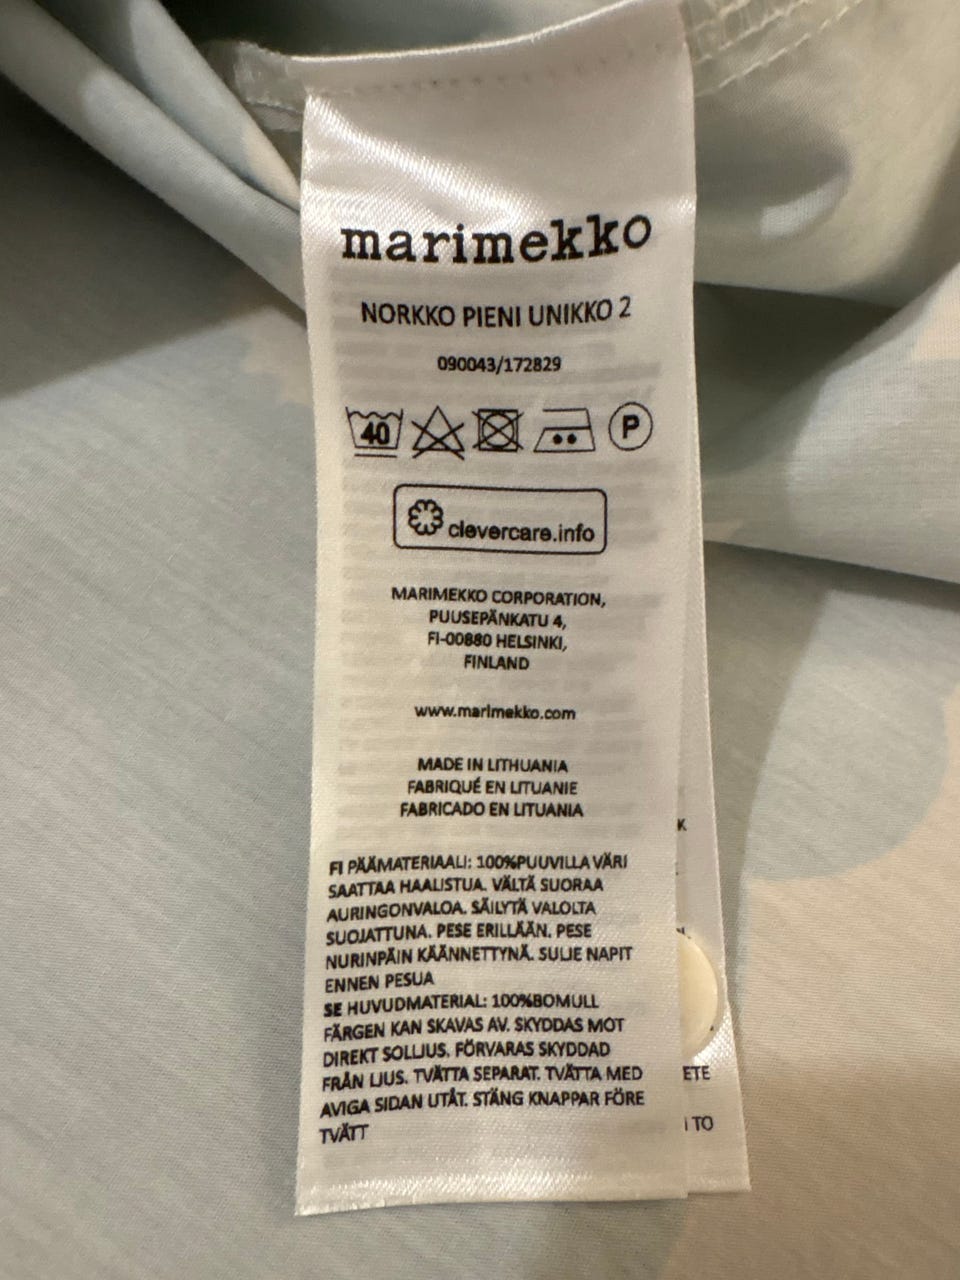 marimekko
NORKKO PIENI UNIKKO 2
090043/172829
40 P
clevercare.info
MARIMEKKO CORPORATION,
PUUSEPÄNKATU 4,
FI-00880 HELSINKI,
FINLAND
www.marimekko.com
MADE IN LITHUANIA
FABRIQUÉ EN LITUANIE
FABRICADO EN LITUANIA
FI PÄÄMATERIAALI: 100%PUUVILLA VÄRI
SAATTAA HAALISTUA. VÄLTÄ SUORAA
AURINGONVALOA. SÄILYTÄ VALOLTA
SUOJATTUNA. PESE ERILLÄÄN. PESE
NURINPÄIN KÄÄNNETTYNÄ. SULJE NAPIT
ENNEN PESUA
SE HUVUDMATERIAL: 100%BOMULL
FÄRGEN KAN SKAVAS AV. SKYDDAS MOT
DIREKT SOLLJUS. FÖRVARAS SKYDDAD
FRÅN LJUS. TVÄTTA SEPARAT. TVÄTTA MED
AVIGA SIDAN UTÅT. STÄNG KNAPPAR FÖRE
TVÄTT
K
ETE
TO